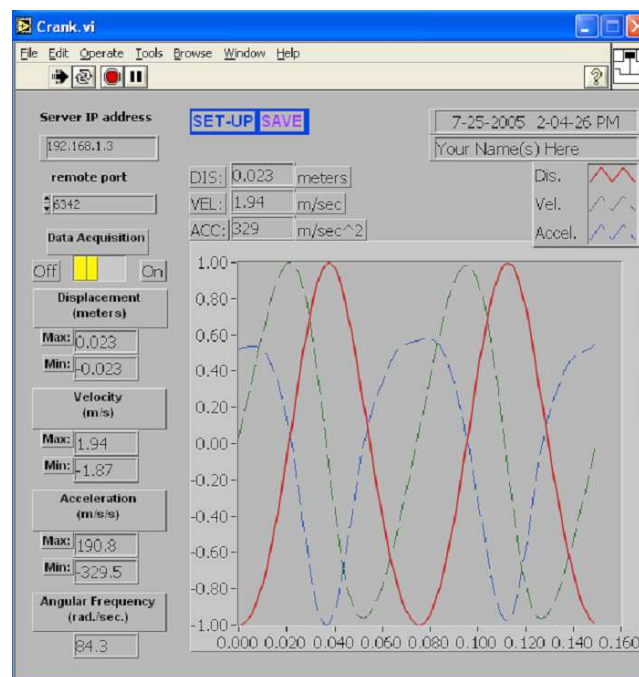 Crank.vi
File Edit Operate Tools Browse Window Help
?
Server IP address
192.168.1.3
remote port
6342
Data Acquisition
Off On
Displacement
(meters)
Max: 0.023
Min: -0.023
Velocity
(m/s)
Max: 1.94
Min: -1.87
Acceleration
(m/s/s)
Max: 190.8
Min: -329.5
Angular Frequency
(rad./sec.)
84.3
SET-UP SAVE
7-25-2005 2-04-26 PM
Your Name(s) Here
DIS: 0.023 meters
VEL: 1.94 m/sec
ACC: 329 m/sec^2
Dis.
Vel.
Accel.
1.00
0.80
0.60
0.40
0.20
0.00
-0.20
-0.40
-0.60
-0.80
-1.00
0.000 0.020 0.040 0.060 0.080 0.100 0.120 0.140 0.160